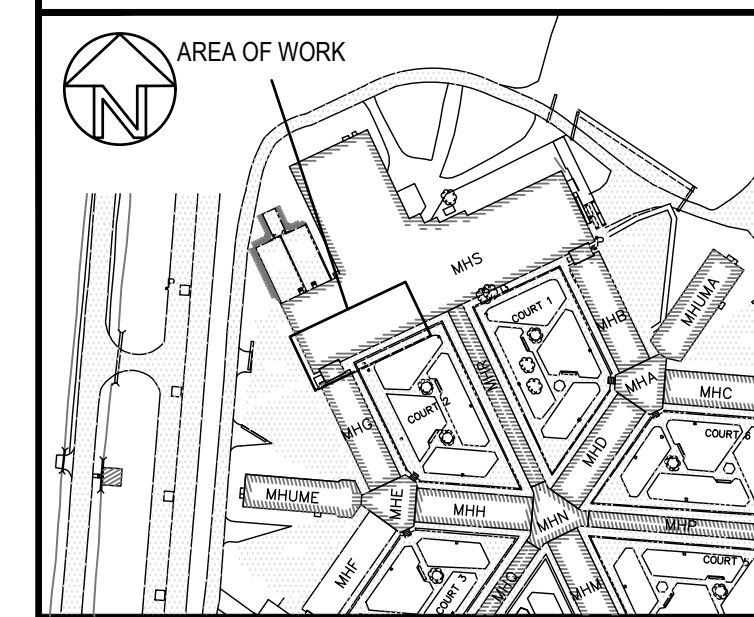 AREA OF WORK
N
MHS
COURT 1
MHB
MHUMA
MHR
MHA
MHC
COURT 2
MHG
MHD
COURT 6
MHUME
MHE
MHH
MHN
MHP
MHF
COURT 3
MHQ
MHM
COURT 5